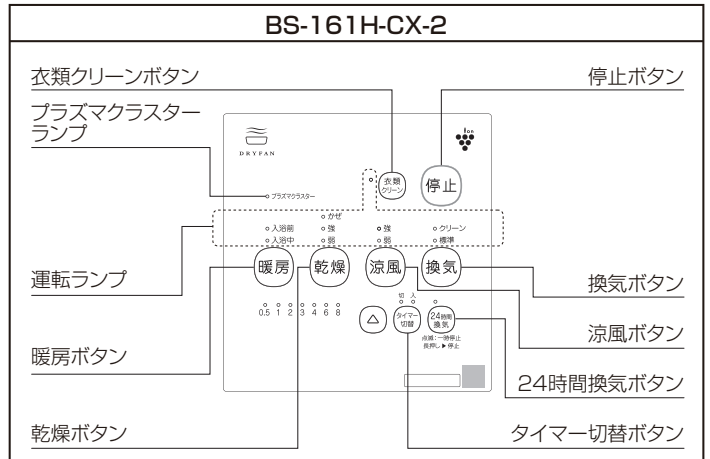 BS-161H-CX-2
衣類クリーンボタン
停止ボタン
プラズマクラスター
ランプ
DRYFAN
Ion
プラズマクラスター
衣類
クリーン
停止
かぜ
入浴前
強
強
クリーン
入浴中
弱
弱
標準
運転ランプ
暖房
乾燥
涼風
換気
換気ボタン
切 入
0.5 1 2 3 4 6 8
タイマー
切替
24時間
換気
点滅:一時停止
長押し▶停止
涼風ボタン
暖房ボタン
24時間換気ボタン
乾燥ボタン
タイマー切替ボタン